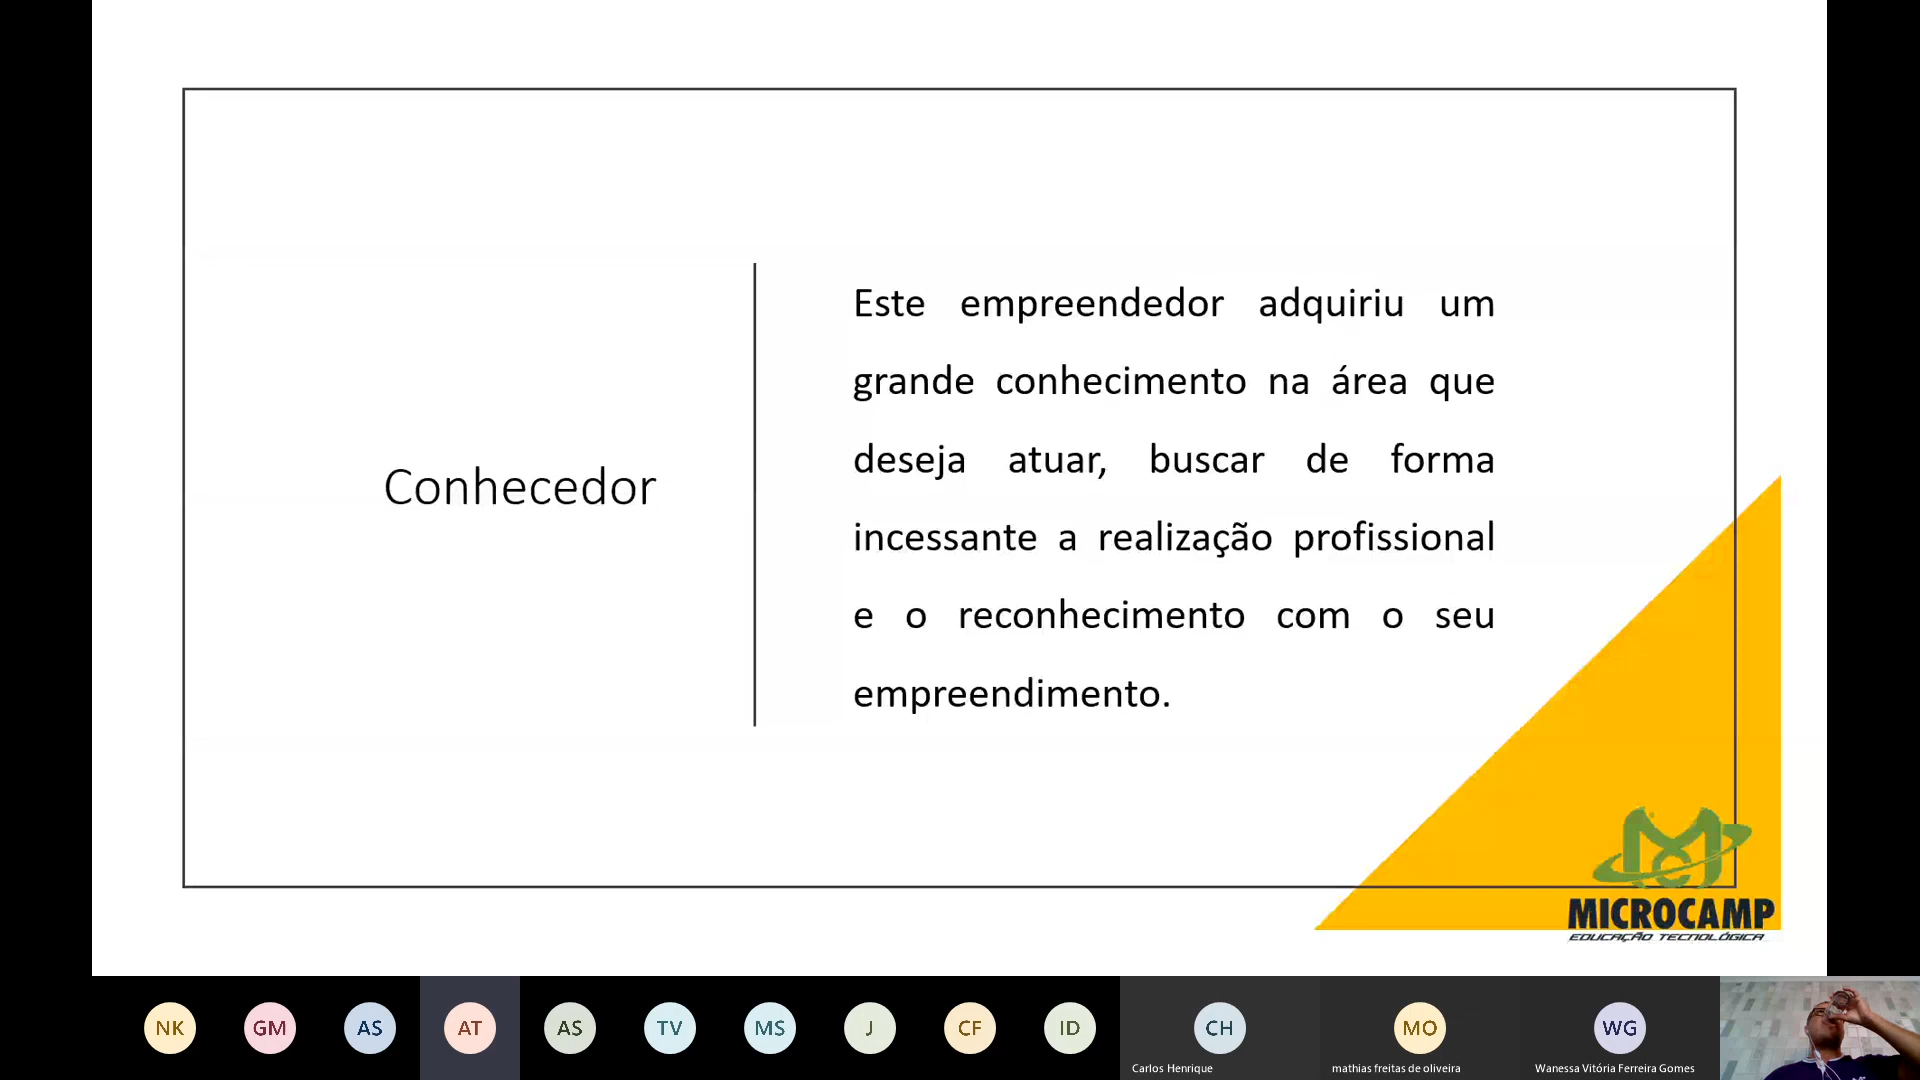 Conhecedor
Este empreendedor adquiriu um
grande conhecimento na área que
deseja atuar, buscar de forma
incessante a realização profissional
e o reconhecimento com o seu
empreendimento.
MICROCAMP
EDUCAÇÃO TECNOLÓGICA
NK GM AS AT AS TV MS J CF ID CH MO WG
Carlos Henrique mathias freitas de oliveira Wanessa Vitória Ferreira Gomes